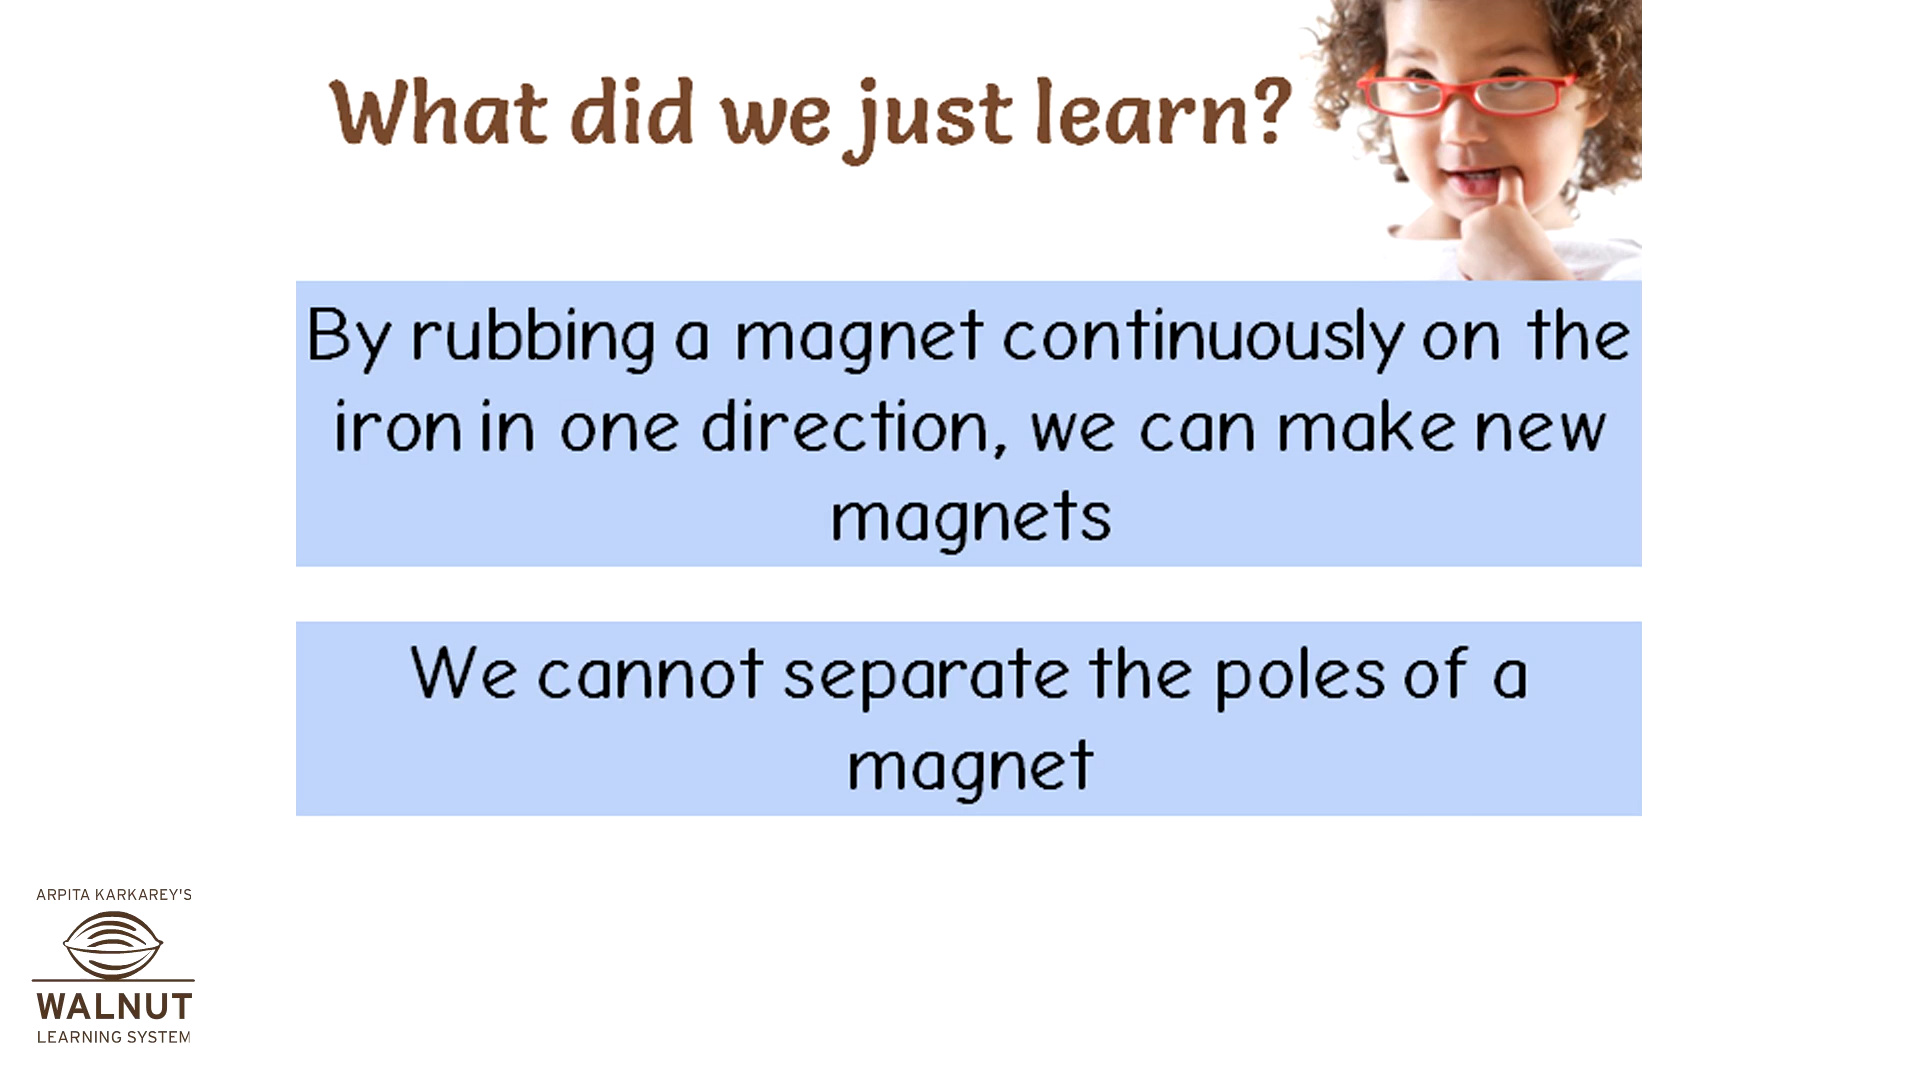 What did we just learn?
By rubbing a magnet continuously on the
iron in one direction, we can make new
magnets
We cannot separate the poles of a
magnet
ARPITA KARKAREY'S
WALNUT
LEARNING SYSTEM